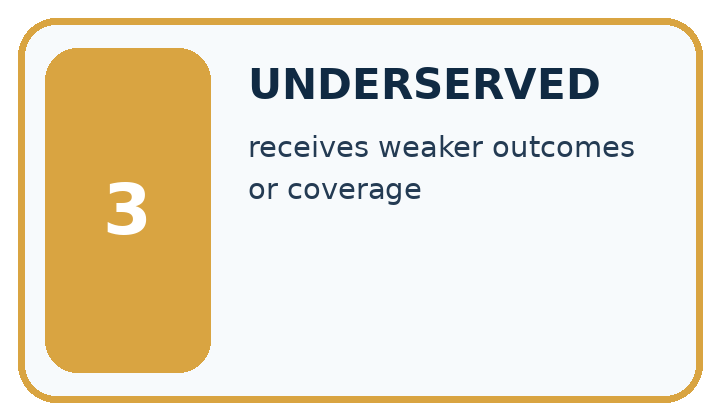 3
UNDERSERVED
receives weaker outcomes
or coverage